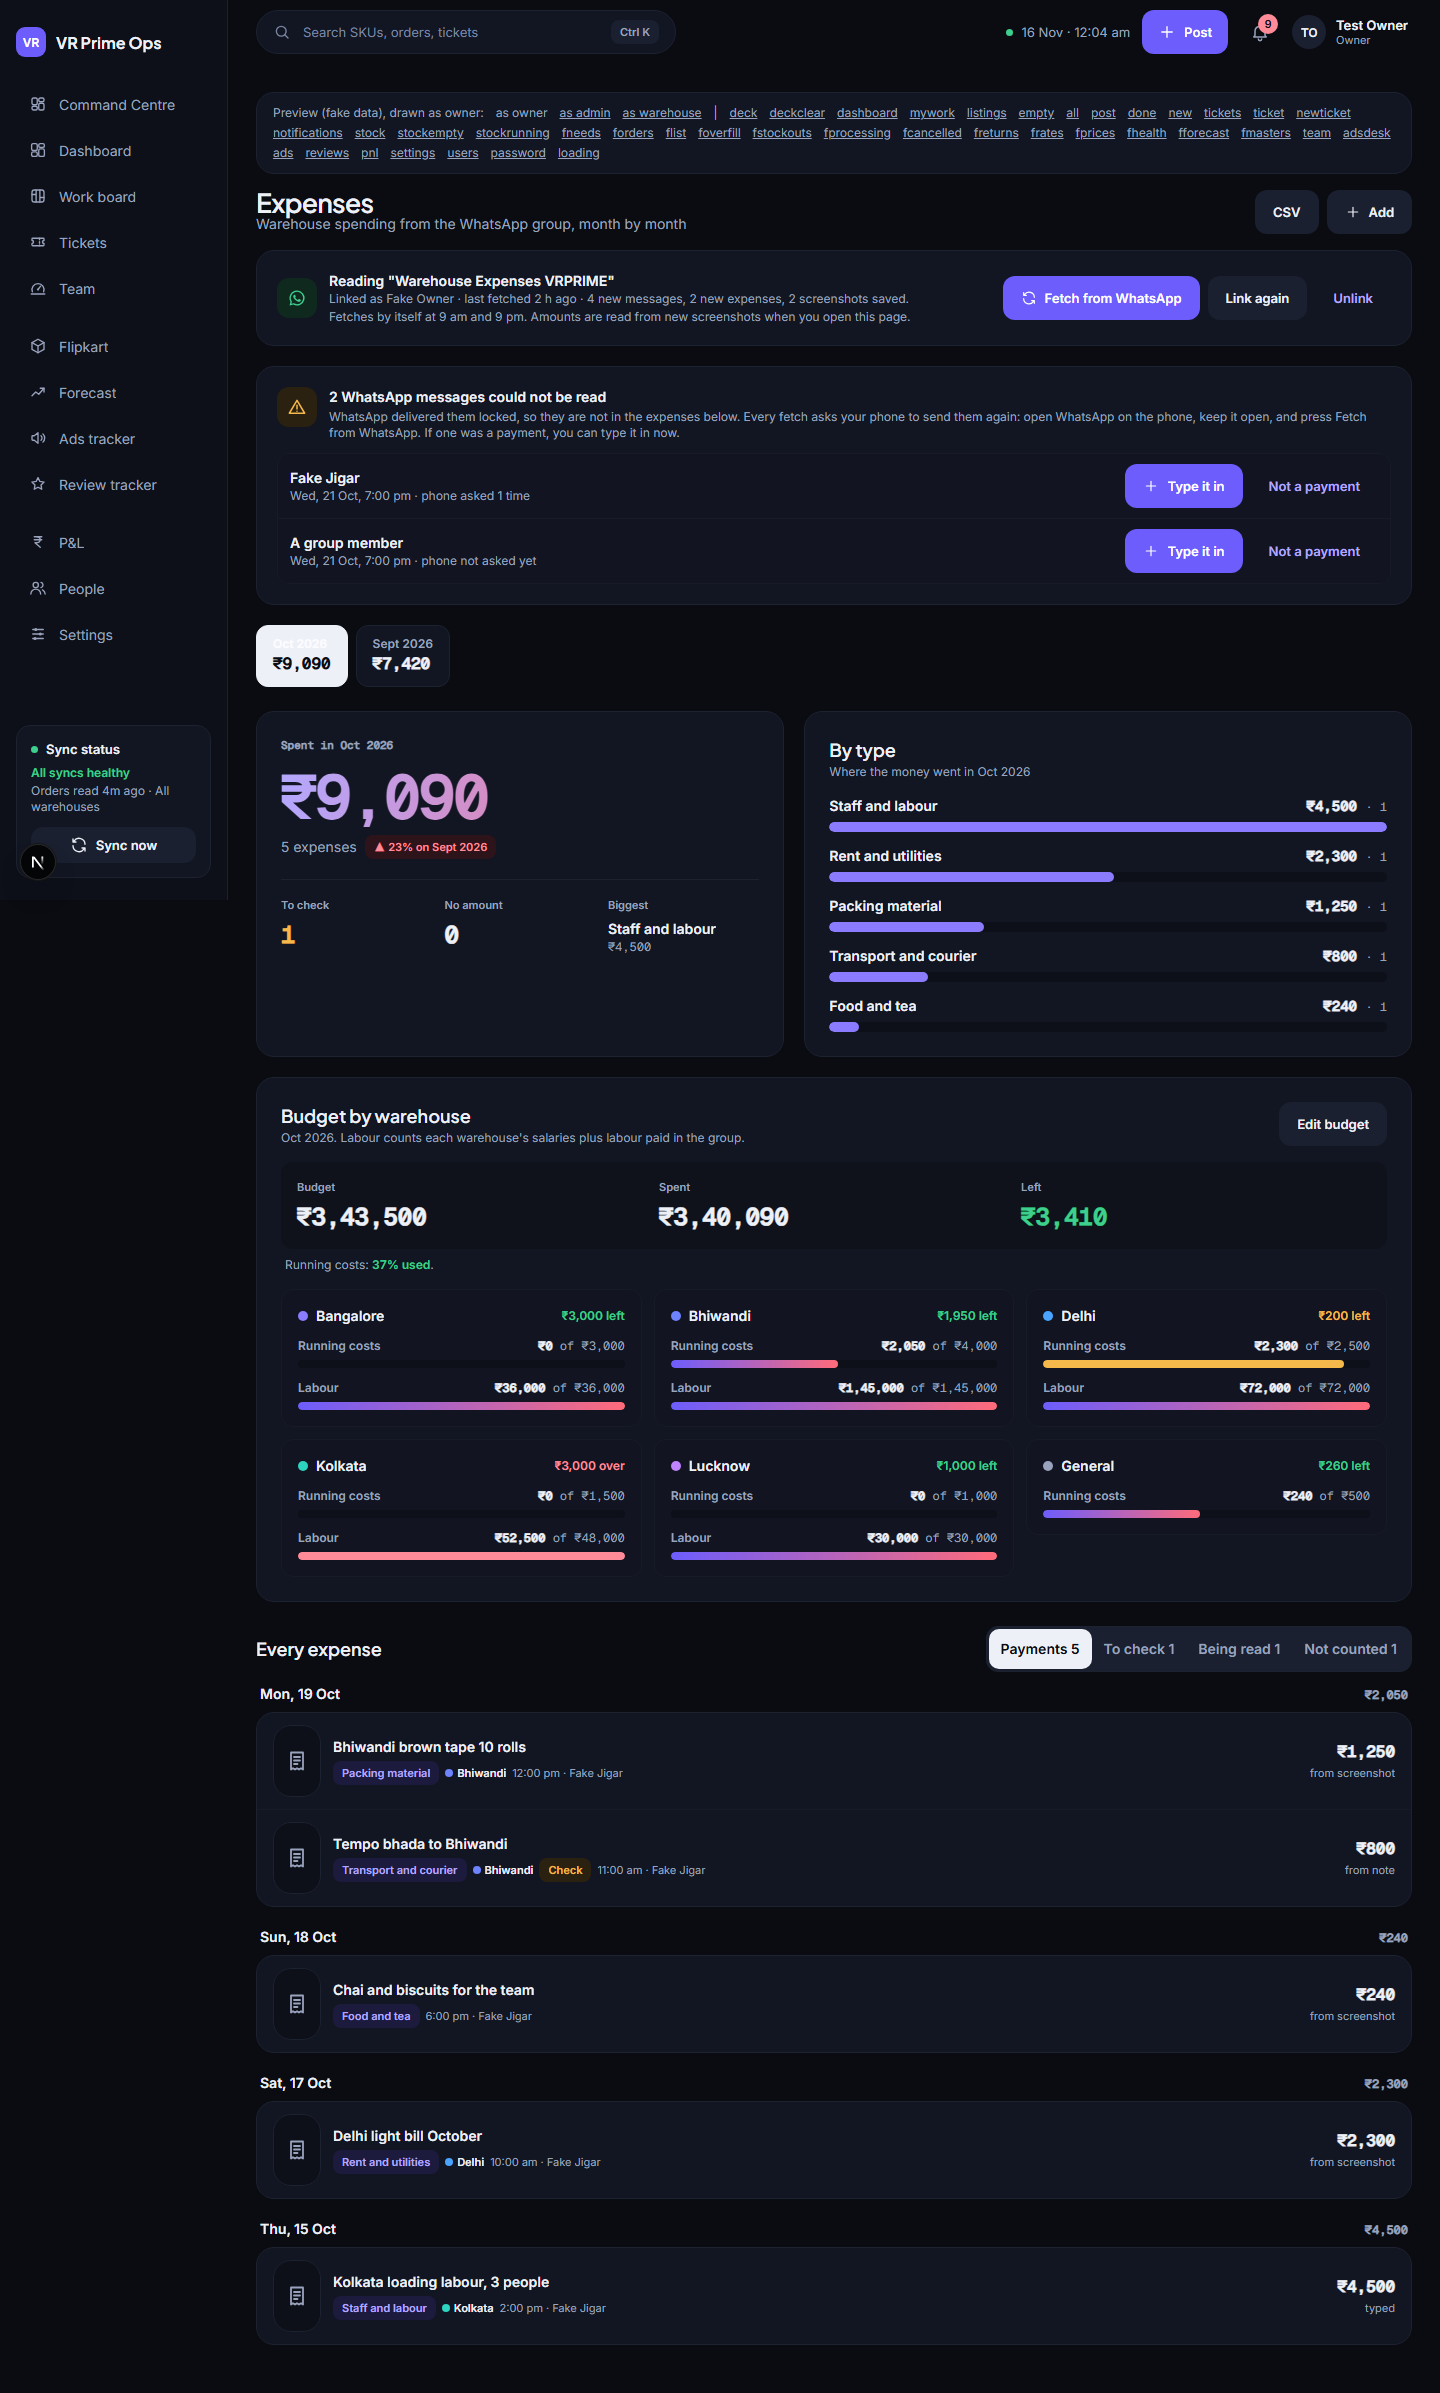 VR VR Prime Ops
Search SKUs, orders, tickets Ctrl K
16 Nov · 12:04 am
Post
9
TO Test Owner
Owner
Command Centre
Dashboard
Work board
Tickets
Team
Flipkart
Forecast
Ads tracker
Review tracker
P&L
People
Settings
Sync status
All syncs healthy
Orders read 4m ago · All
warehouses
Sync now
N
Preview (fake data), drawn as owner: as owner as admin as warehouse | deck deckclear dashboard mywork listings empty all post done new tickets ticket newticket
notifications stock stockempty stockrunning fneeds forders flist foverfill fstockouts fprocessing fcancelled freturns frates fprices fhealth fforecast fmasters team adsdesk
ads reviews pnl settings users password loading
Expenses
Warehouse spending from the WhatsApp group, month by month
CSV
Add
Reading "Warehouse Expenses VRPRIME"
Linked as Fake Owner · last fetched 2 h ago · 4 new messages, 2 new expenses, 2 screenshots saved.
Fetches by itself at 9 am and 9 pm. Amounts are read from new screenshots when you open this page.
Fetch from WhatsApp
Link again
Unlink
2 WhatsApp messages could not be read
WhatsApp delivered them locked, so they are not in the expenses below. Every fetch asks your phone to send them again: open WhatsApp on the phone, keep it open, and press Fetch
from WhatsApp. If one was a payment, you can type it in now.
Fake Jigar
Wed, 21 Oct, 7:00 pm · phone asked 1 time
Type it in
Not a payment
A group member
Wed, 21 Oct, 7:00 pm · phone not asked yet
Type it in
Not a payment
Oct 2026
₹9,090
Sept 2026
₹7,420
Spent in Oct 2026
₹9,090
5 expenses ▲ 23% on Sept 2026
To check
1
No amount
0
Biggest
Staff and labour
₹4,500
By type
Where the money went in Oct 2026
Staff and labour ₹4,500 · 1
Rent and utilities ₹2,300 · 1
Packing material ₹1,250 · 1
Transport and courier ₹800 · 1
Food and tea ₹240 · 1
Budget by warehouse
Oct 2026. Labour counts each warehouse's salaries plus labour paid in the group.
Edit budget
Budget
₹3,43,500
Spent
₹3,40,090
Left
₹3,410
Running costs: 37% used.
Bangalore ₹3,000 left
Running costs ₹0 of ₹3,000
Labour ₹36,000 of ₹36,000
Bhiwandi ₹1,950 left
Running costs ₹2,050 of ₹4,000
Labour ₹1,45,000 of ₹1,45,000
Delhi ₹200 left
Running costs ₹2,300 of ₹2,500
Labour ₹72,000 of ₹72,000
Kolkata ₹3,000 over
Running costs ₹0 of ₹1,500
Labour ₹52,500 of ₹48,000
Lucknow ₹1,000 left
Running costs ₹0 of ₹1,000
Labour ₹30,000 of ₹30,000
General ₹260 left
Running costs ₹240 of ₹500
Every expense
Payments 5 To check 1 Being read 1 Not counted 1
Mon, 19 Oct ₹2,050
Bhiwandi brown tape 10 rolls ₹1,250
Packing material Bhiwandi 12:00 pm · Fake Jigar from screenshot
Tempo bhada to Bhiwandi ₹800
Transport and courier Bhiwandi Check 11:00 am · Fake Jigar from note
Sun, 18 Oct ₹240
Chai and biscuits for the team ₹240
Food and tea 6:00 pm · Fake Jigar from screenshot
Sat, 17 Oct ₹2,300
Delhi light bill October ₹2,300
Rent and utilities Delhi 10:00 am · Fake Jigar from screenshot
Thu, 15 Oct ₹4,500
Kolkata loading labour, 3 people ₹4,500
Staff and labour Kolkata 2:00 pm · Fake Jigar typed